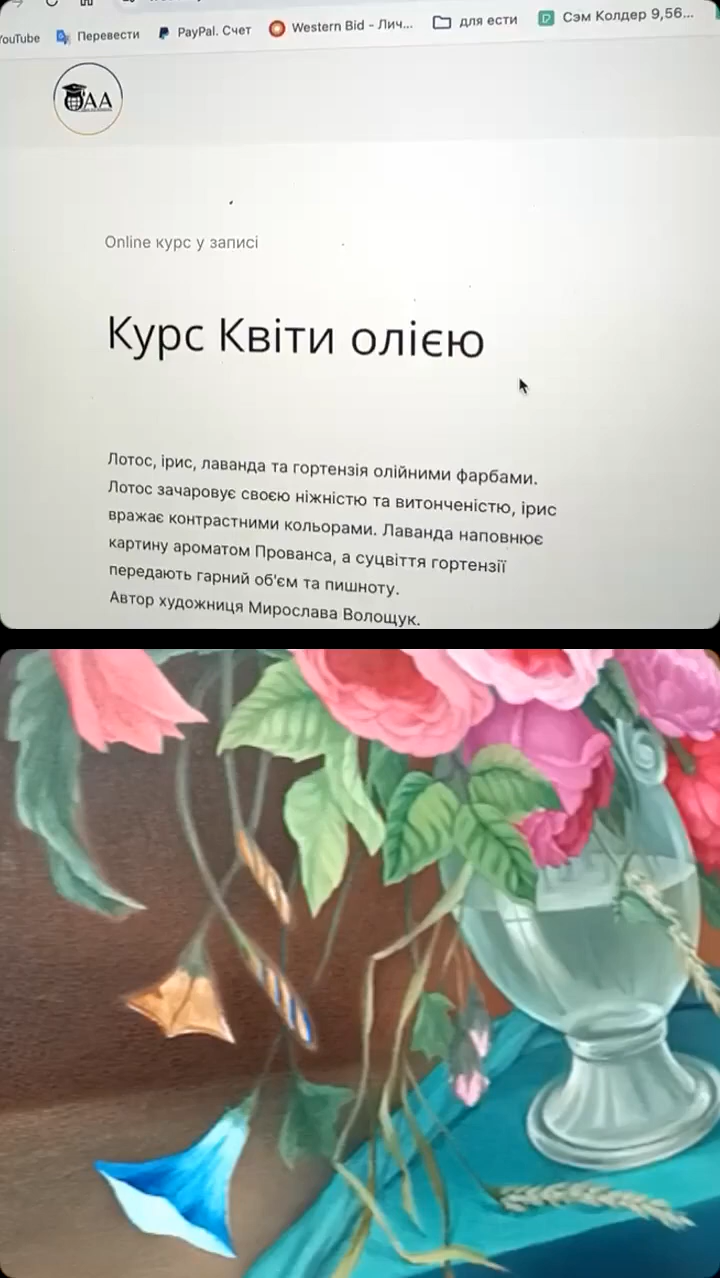 YouTube
Перевести
PayPal. Счет
Western Bid - Лич...
для ести
Сэм Колдер 9,56...
AA
Online курс у записі
Курс Квіти олією
Лотос, ірис, лаванда та гортензія олійними фарбами.
Лотос зачаровує своєю ніжністю та витонченістю, ірис
вражає контрастними кольорами. Лаванда наповнює
картину ароматом Прованса, а суцвіття гортензії
передають гарний об'єм та пишноту.
Автор художниця Мирослава Волощук.